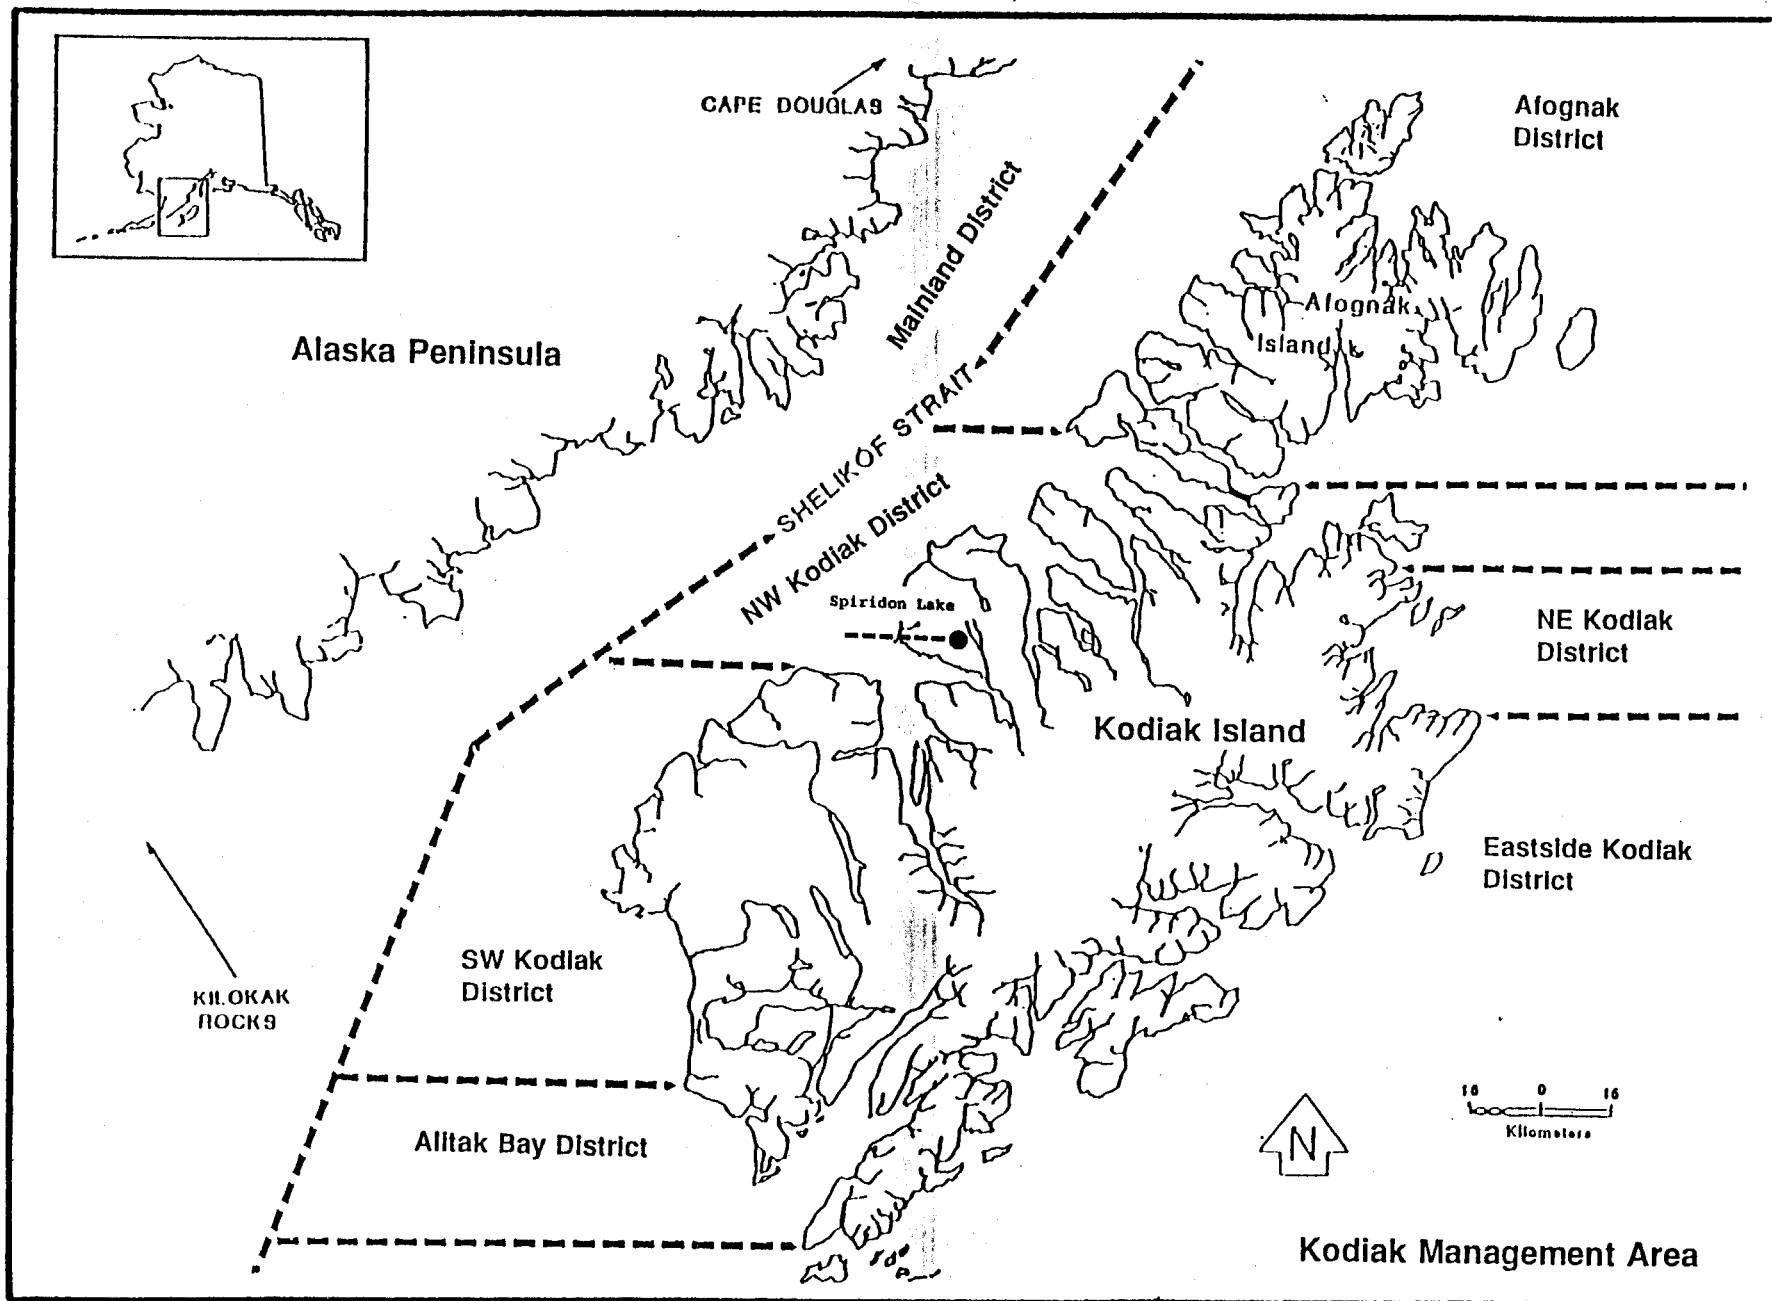 CAPE DOUGLAS
Afognak
District
Mainland District
Afognak
Island
Alaska Peninsula
SHELIKOF STRAIT
NW Kodiak District
Spiridon Lake
NE Kodiak
District
Kodiak Island
Eastside Kodiak
District
SW Kodiak
District
KILOKAK
ROCKS
16 0 16
Kilometers
N
Alitak Bay District
Kodiak Management Area